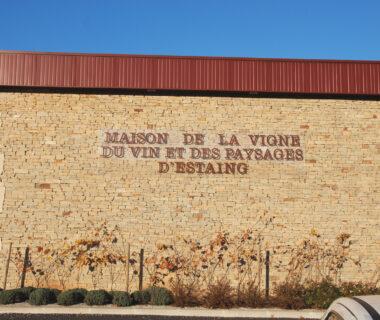 MAISON DE LA VIGNE
DU VIN ET DES PAYSAGES
D'ESTAING